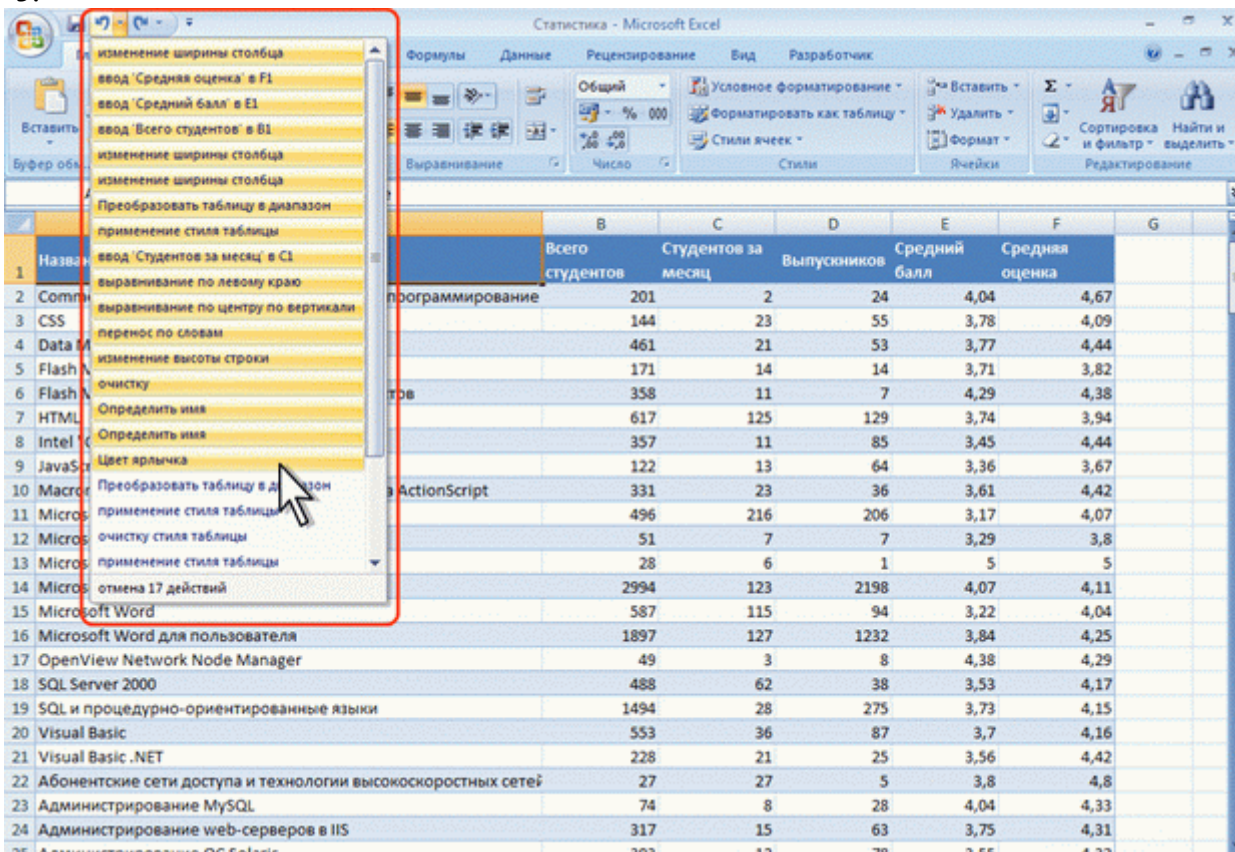 Статистика - Microsoft Excel
Формулы Данные Рецензирование Вид Разработчик
Вставить
Буфер обм
Выравнивание
Общий
% 000
Число
Условное форматирование
Форматировать как таблицу
Стили ячеек
Стили
Вставить
Удалить
Формат
Ячейки
Σ
Сортировка и фильтр
Найти и выделить
Редактирование
изменение ширины столбца
ввод 'Средняя оценка' в F1
ввод 'Средний балл' в E1
ввод 'Всего студентов' в B1
изменение ширины столбца
изменение ширины столбца
Преобразовать таблицу в диапазон
применение стиля таблицы
ввод 'Студентов за месяц' в C1
выравнивание по левому краю
выравнивание по центру по вертикали
перенос по словам
изменение высоты строки
очистку
Определить имя
Определить имя
Цвет ярлычка
Преобразовать таблицу в
применение стиля таблицы
очистку стиля таблицы
применение стиля таблицы
отмена 17 действий
B C D E F G
1 Назва Всего студентов Студентов за месяц Выпускников Средний балл Средняя оценка
2 Comm программирование 201 2 24 4,04 4,67
3 CSS 144 23 55 3,78 4,09
4 Data M 461 21 53 3,77 4,44
5 Flash 171 14 14 3,71 3,82
6 Flash тов 358 11 7 4,29 4,38
7 HTML 617 125 129 3,74 3,94
8 Intel 357 11 85 3,45 4,44
9 JavaSc 122 13 64 3,36 3,67
10 Macro ActionScript 331 23 36 3,61 4,42
11 Micros 496 216 206 3,17 4,07
12 Micros 51 7 7 3,29 3,8
13 Micros 28 6 1 5 5
14 Micros 2994 123 2198 4,07 4,11
15 Microsoft Word 587 115 94 3,22 4,04
16 Microsoft Word для пользователя 1897 127 1232 3,84 4,25
17 OpenView Network Node Manager 49 3 8 4,38 4,29
18 SQL Server 2000 488 62 38 3,53 4,17
19 SQL и процедурно-ориентированные языки 1494 28 275 3,73 4,15
20 Visual Basic 553 36 87 3,7 4,16
21 Visual Basic .NET 228 21 25 3,56 4,42
22 Абонентские сети доступа и технологии высокоскоростных сетей 27 27 5 3,8 4,8
23 Администрирование MySQL 74 8 28 4,04 4,33
24 Администрирование web-серверов в IIS 317 15 63 3,75 4,31